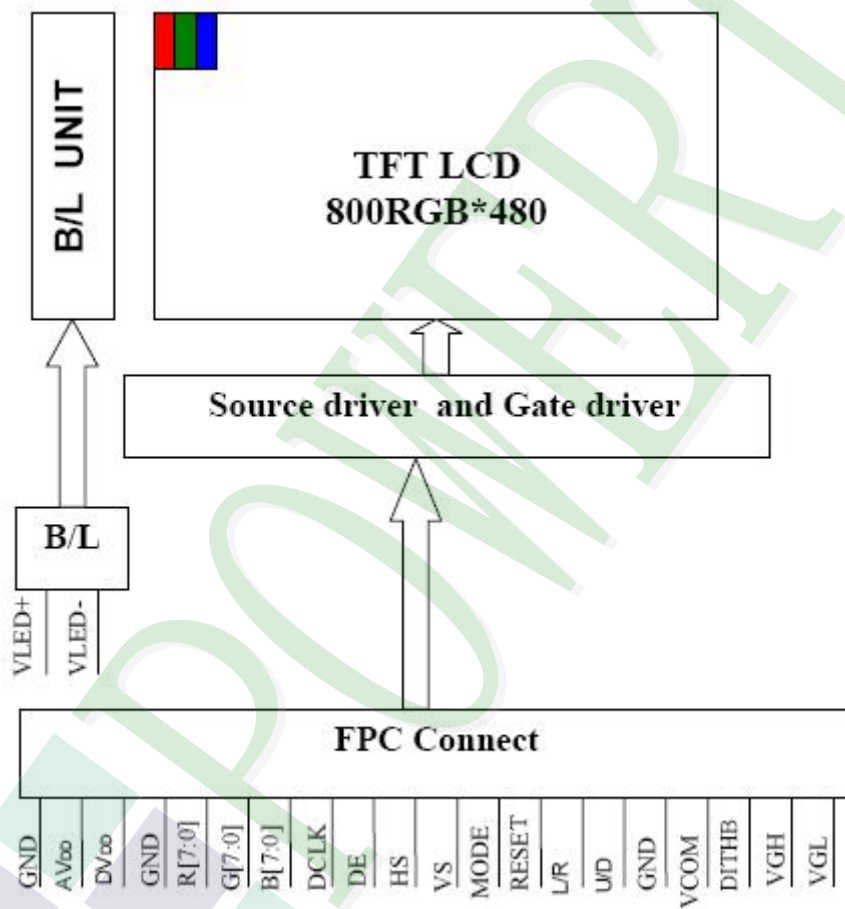 B/L UNIT
TFT LCD
800RGB*480
Source driver and Gate driver
B/L
VLED+
VLED-
FPC Connect
GND
AVDD
DVDD
GND
R[7:0]
G[7:0]
B[7:0]
DCLK
DE
HS
VS
MODE
RESET
L/R
U/D
GND
VCOM
DITHB
VGH
VGL
POWERT